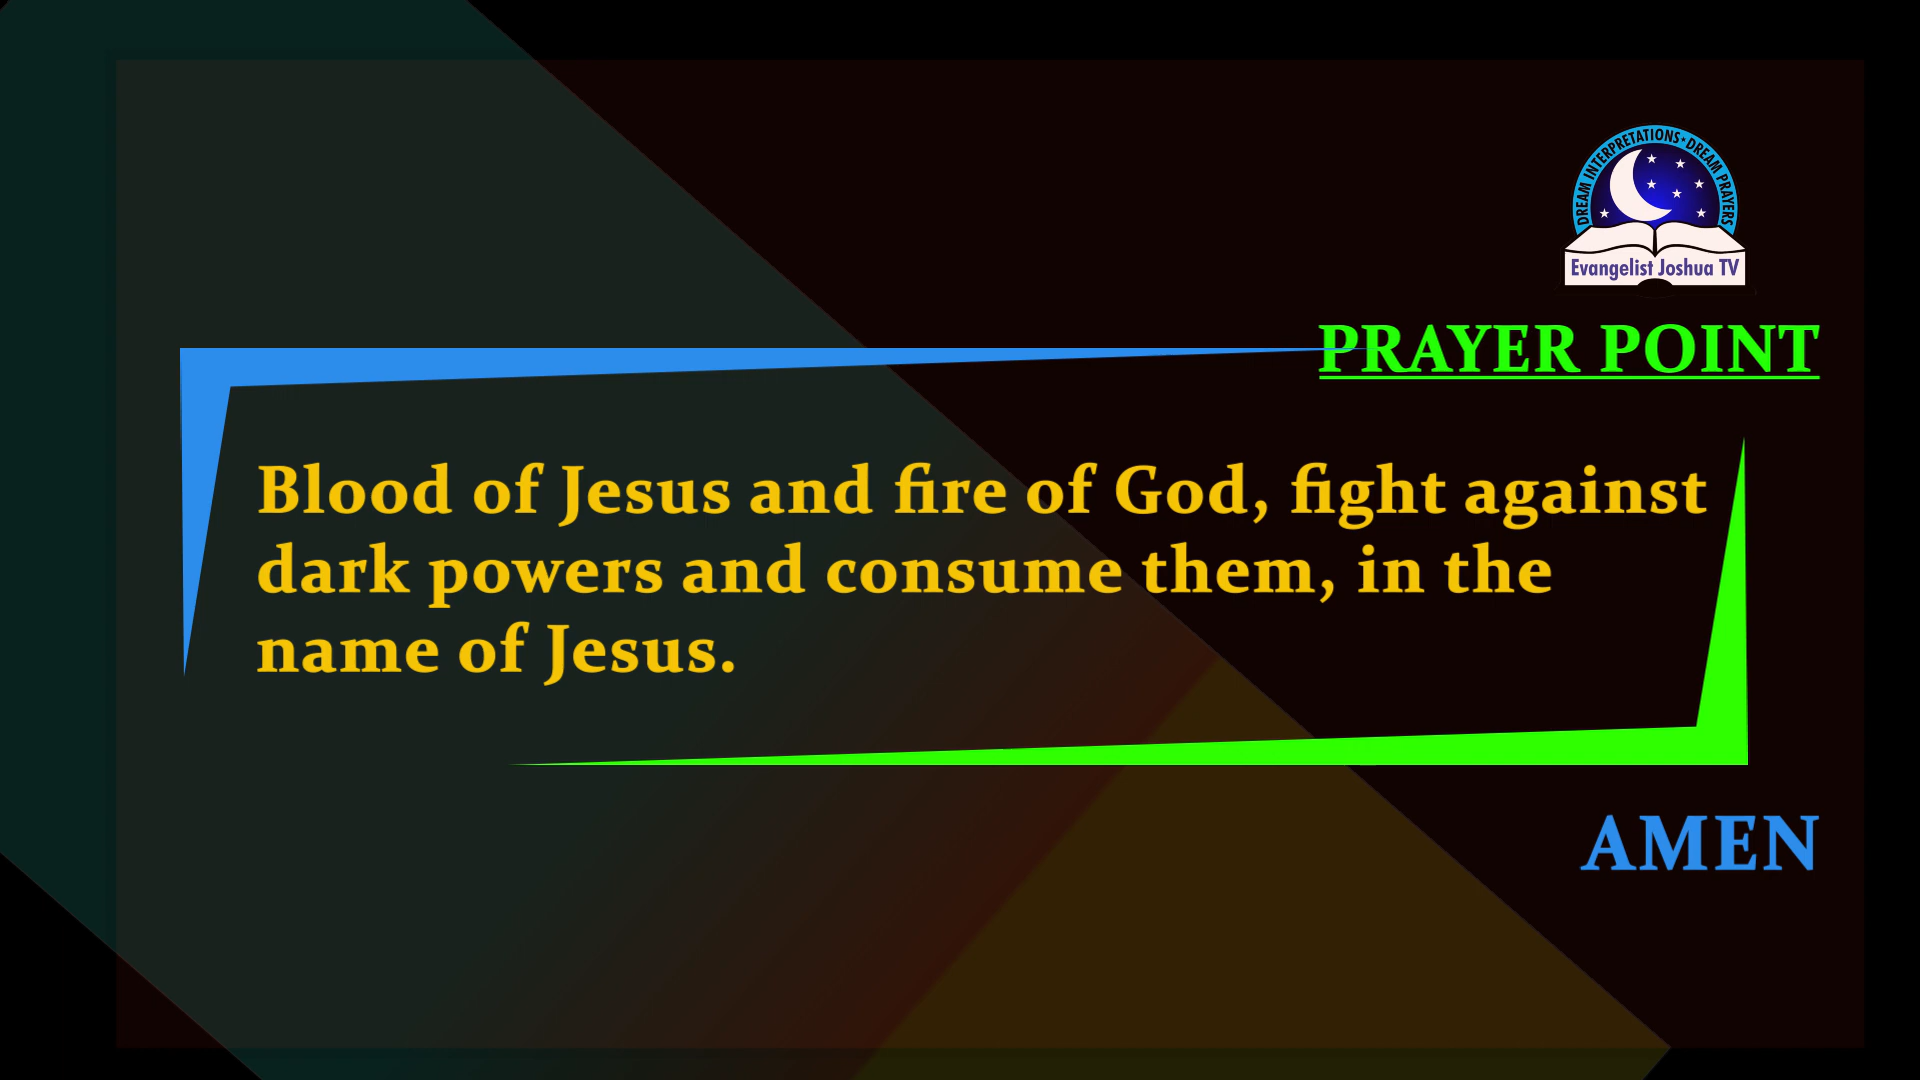 DREAM INTERPRETATIONS • DREAM PRAYERS
Evangelist Joshua TV
PRAYER POINT
Blood of Jesus and fire of God, fight against
dark powers and consume them, in the
name of Jesus.
AMEN